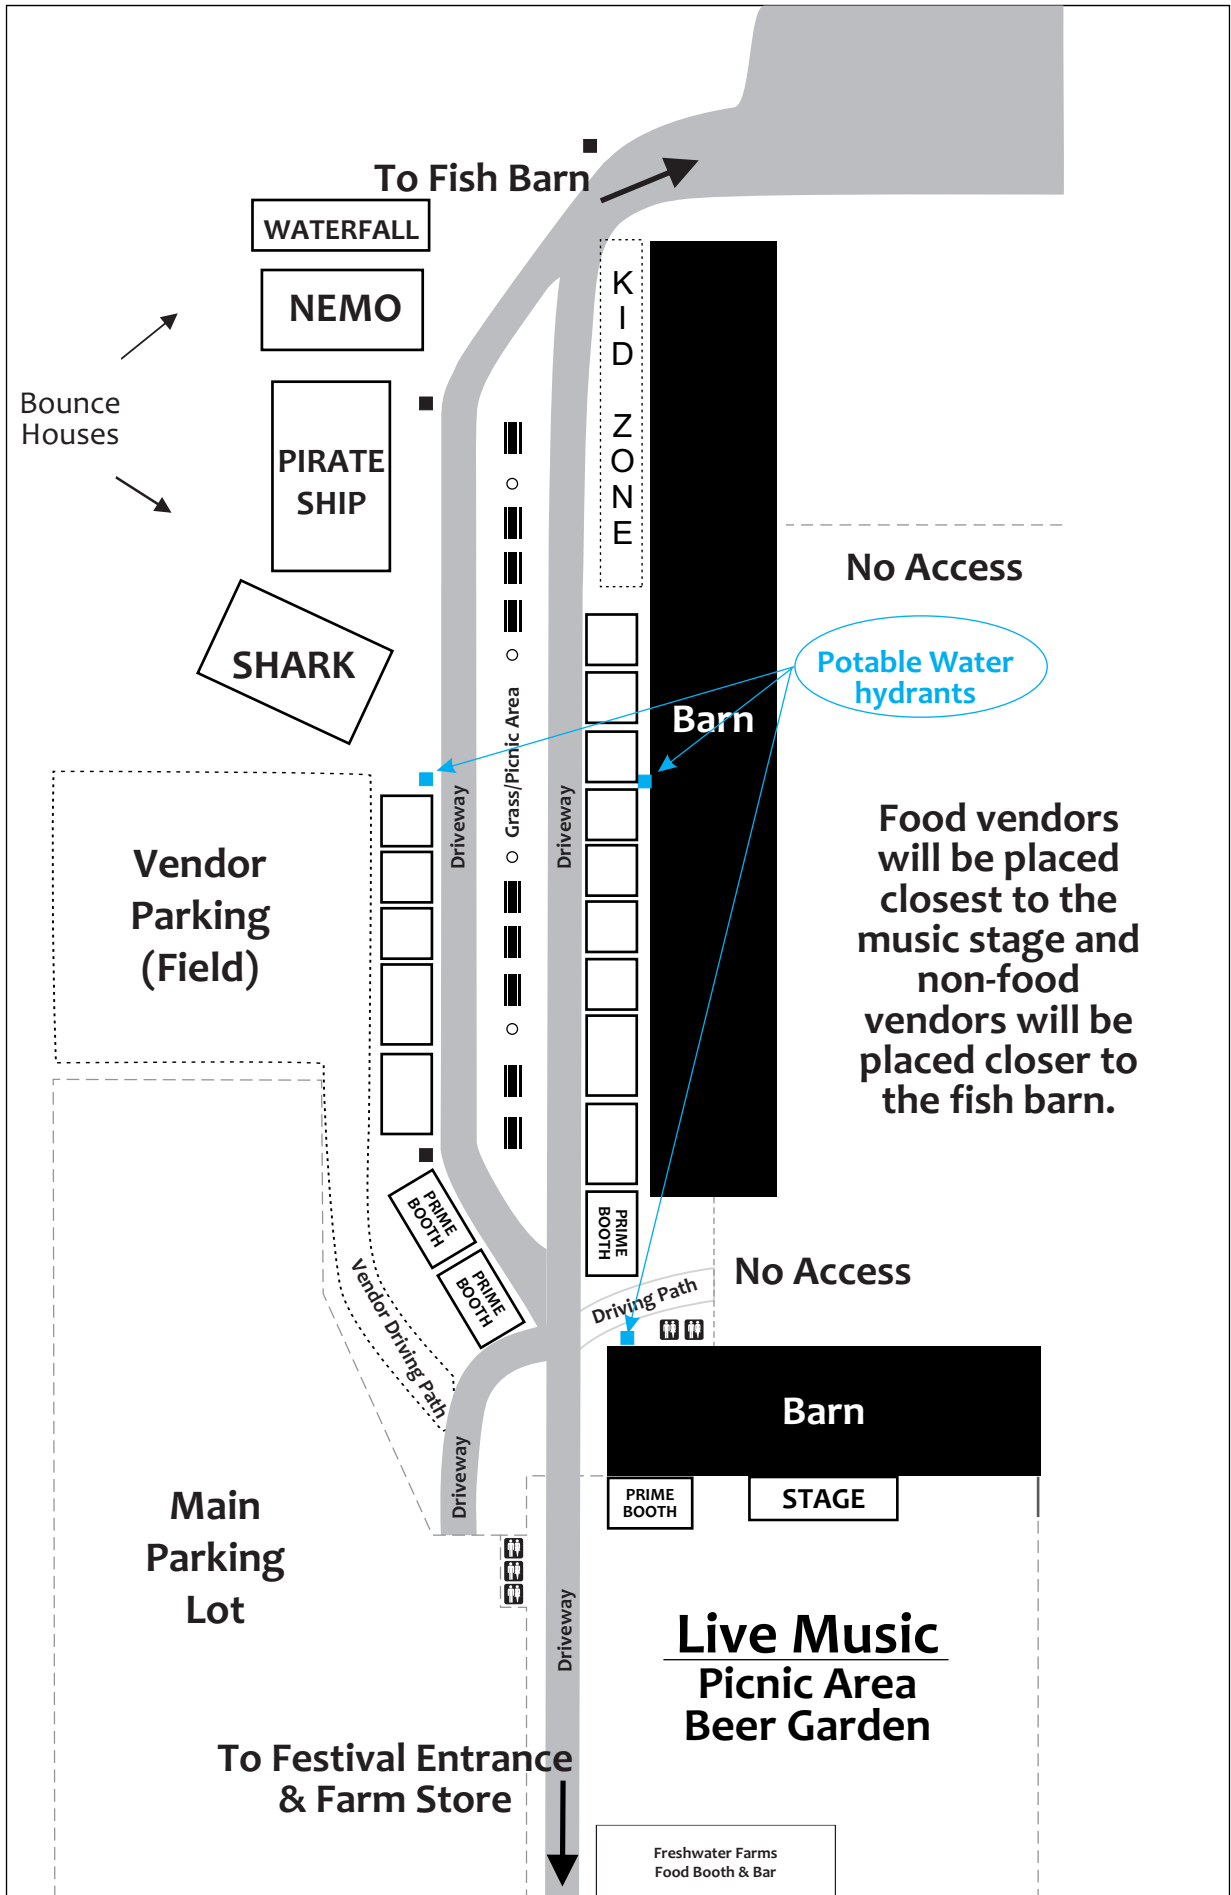 To Fish Barn
WATERFALL
NEMO
Bounce
Houses
PIRATE
SHIP
SHARK
K
I
D
Z
O
N
E
No Access
Potable Water
hydrants
Barn
Grass/Picnic Area
Driveway
Driveway
Vendor
Parking
(Field)
Food vendors
will be placed
closest to the
music stage and
non-food
vendors will be
placed closer to
the fish barn.
PRIME
BOOTH
PRIME
BOOTH
PRIME
BOOTH
Vendor Driving Path
Driving Path
No Access
Barn
Driveway
PRIME
BOOTH
STAGE
Main
Parking
Lot
Driveway
Live Music
Picnic Area
Beer Garden
To Festival Entrance
& Farm Store
Freshwater Farms
Food Booth & Bar